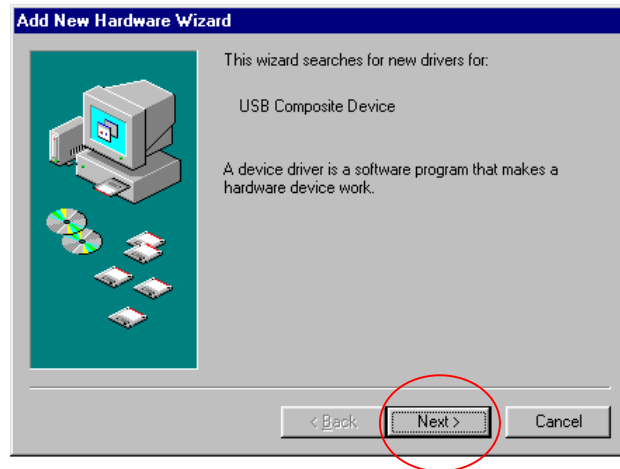 Add New Hardware Wizard
This wizard searches for new drivers for:
USB Composite Device
A device driver is a software program that makes a
hardware device work.
< Back
Next >
Cancel